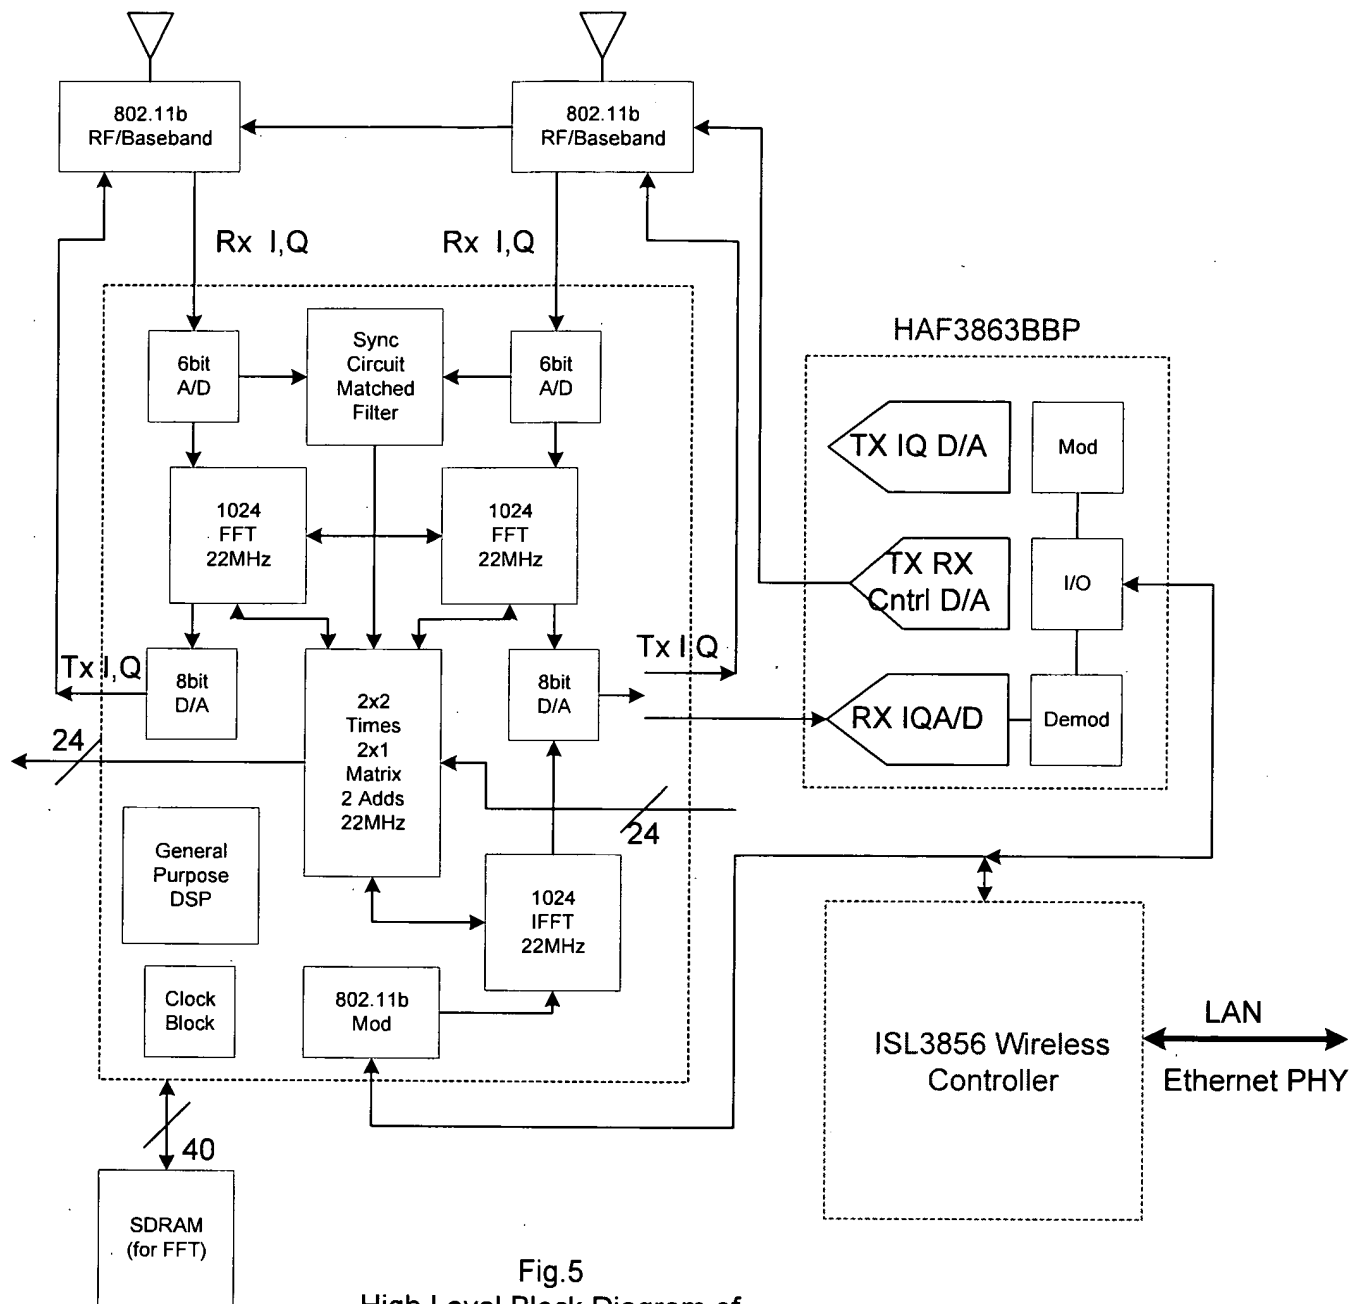 802.11b
RF/Baseband
802.11b
RF/Baseband
Rx I,Q
Rx I,Q
6bit
A/D
Sync
Circuit
Matched
Filter
6bit
A/D
HAF3863BBP
TX IQ D/A
Mod
1024
FFT
22MHz
1024
FFT
22MHz
TX RX
Cntrl D/A
I/O
Tx I,Q
8bit
D/A
2x2
Times
2x1
Matrix
2 Adds
22MHz
8bit
D/A
Tx I,Q
RX IQA/D
Demod
24
24
General
Purpose
DSP
1024
IFFT
22MHz
Clock
Block
802.11b
Mod
ISL3856 Wireless
Controller
LAN
Ethernet PHY
40
SDRAM
(for FFT)
Fig.5
High Level Block Diagram of